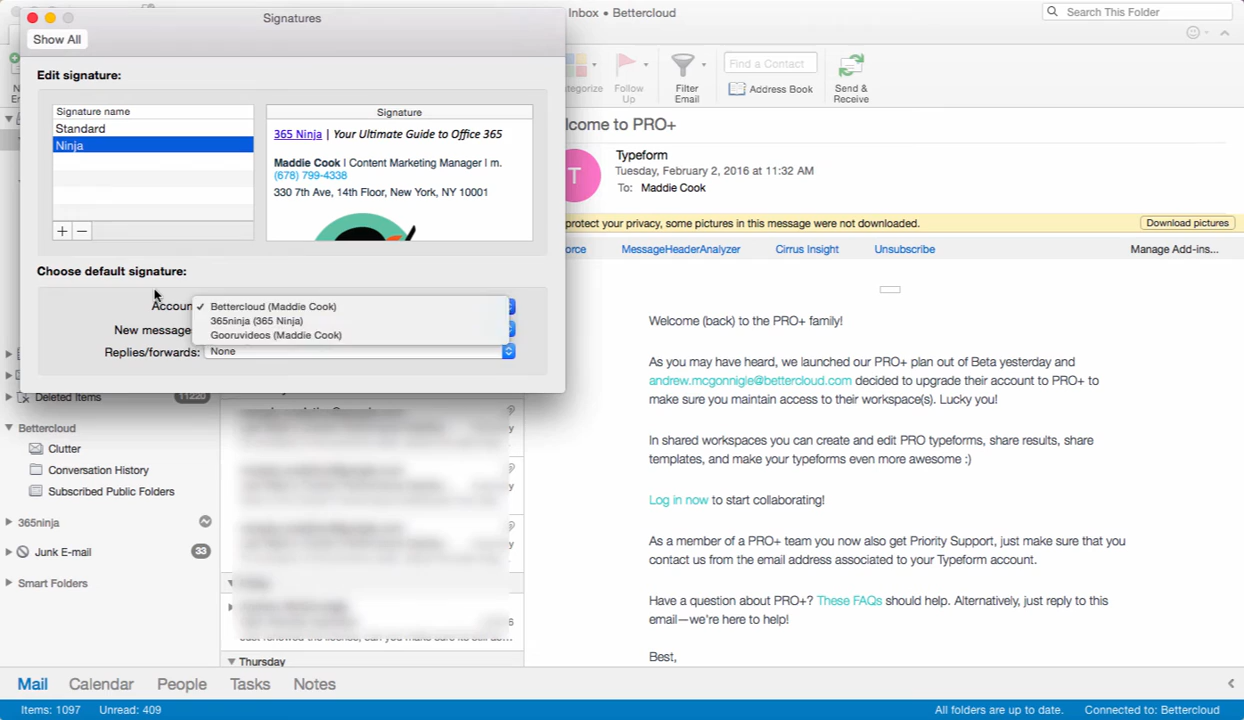 Signatures
Inbox • Bettercloud
Search This Folder
Show All
Edit signature:
Signature name
Standard
Ninja
Signature
365 Ninja | Your Ultimate Guide to Office 365
Maddie Cook | Content Marketing Manager | m.
(678) 799-4338
330 7th Ave, 14th Floor, New York, NY 10001
+ −
Choose default signature:
Accoun
✓ Bettercloud (Maddie Cook)
365ninja (365 Ninja)
Gooruvideos (Maddie Cook)
New message
Replies/forwards:
None
tegorize
Follow
Up
Filter
Email
Find a Contact
Address Book
Send &
Receive
lcome to PRO+
T
Typeform
Tuesday, February 2, 2016 at 11:32 AM
To: Maddie Cook
protect your privacy, some pictures in this message were not downloaded.
Download pictures
orce
MessageHeaderAnalyzer
Cirrus Insight
Unsubscribe
Manage Add-ins...
Welcome (back) to the PRO+ family!
As you may have heard, we launched our PRO+ plan out of Beta yesterday and
andrew.mcgonnigle@bettercloud.com decided to upgrade their account to PRO+ to
make sure you maintain access to their workspace(s). Lucky you!
In shared workspaces you can create and edit PRO typeforms, share results, share
templates, and make your typeforms even more awesome :)
Log in now to start collaborating!
As a member of a PRO+ team you now also get Priority Support, just make sure that you
contact us from the email address associated to your Typeform account.
Have a question about PRO+? These FAQs should help. Alternatively, just reply to this
email—we're here to help!
Best,
Deleted Items
11220
Bettercloud
Clutter
Conversation History
Subscribed Public Folders
365ninja
Junk E-mail
33
Smart Folders
Thursday
Mail
Calendar
People
Tasks
Notes
Items: 1097
Unread: 409
All folders are up to date.
Connected to: Bettercloud